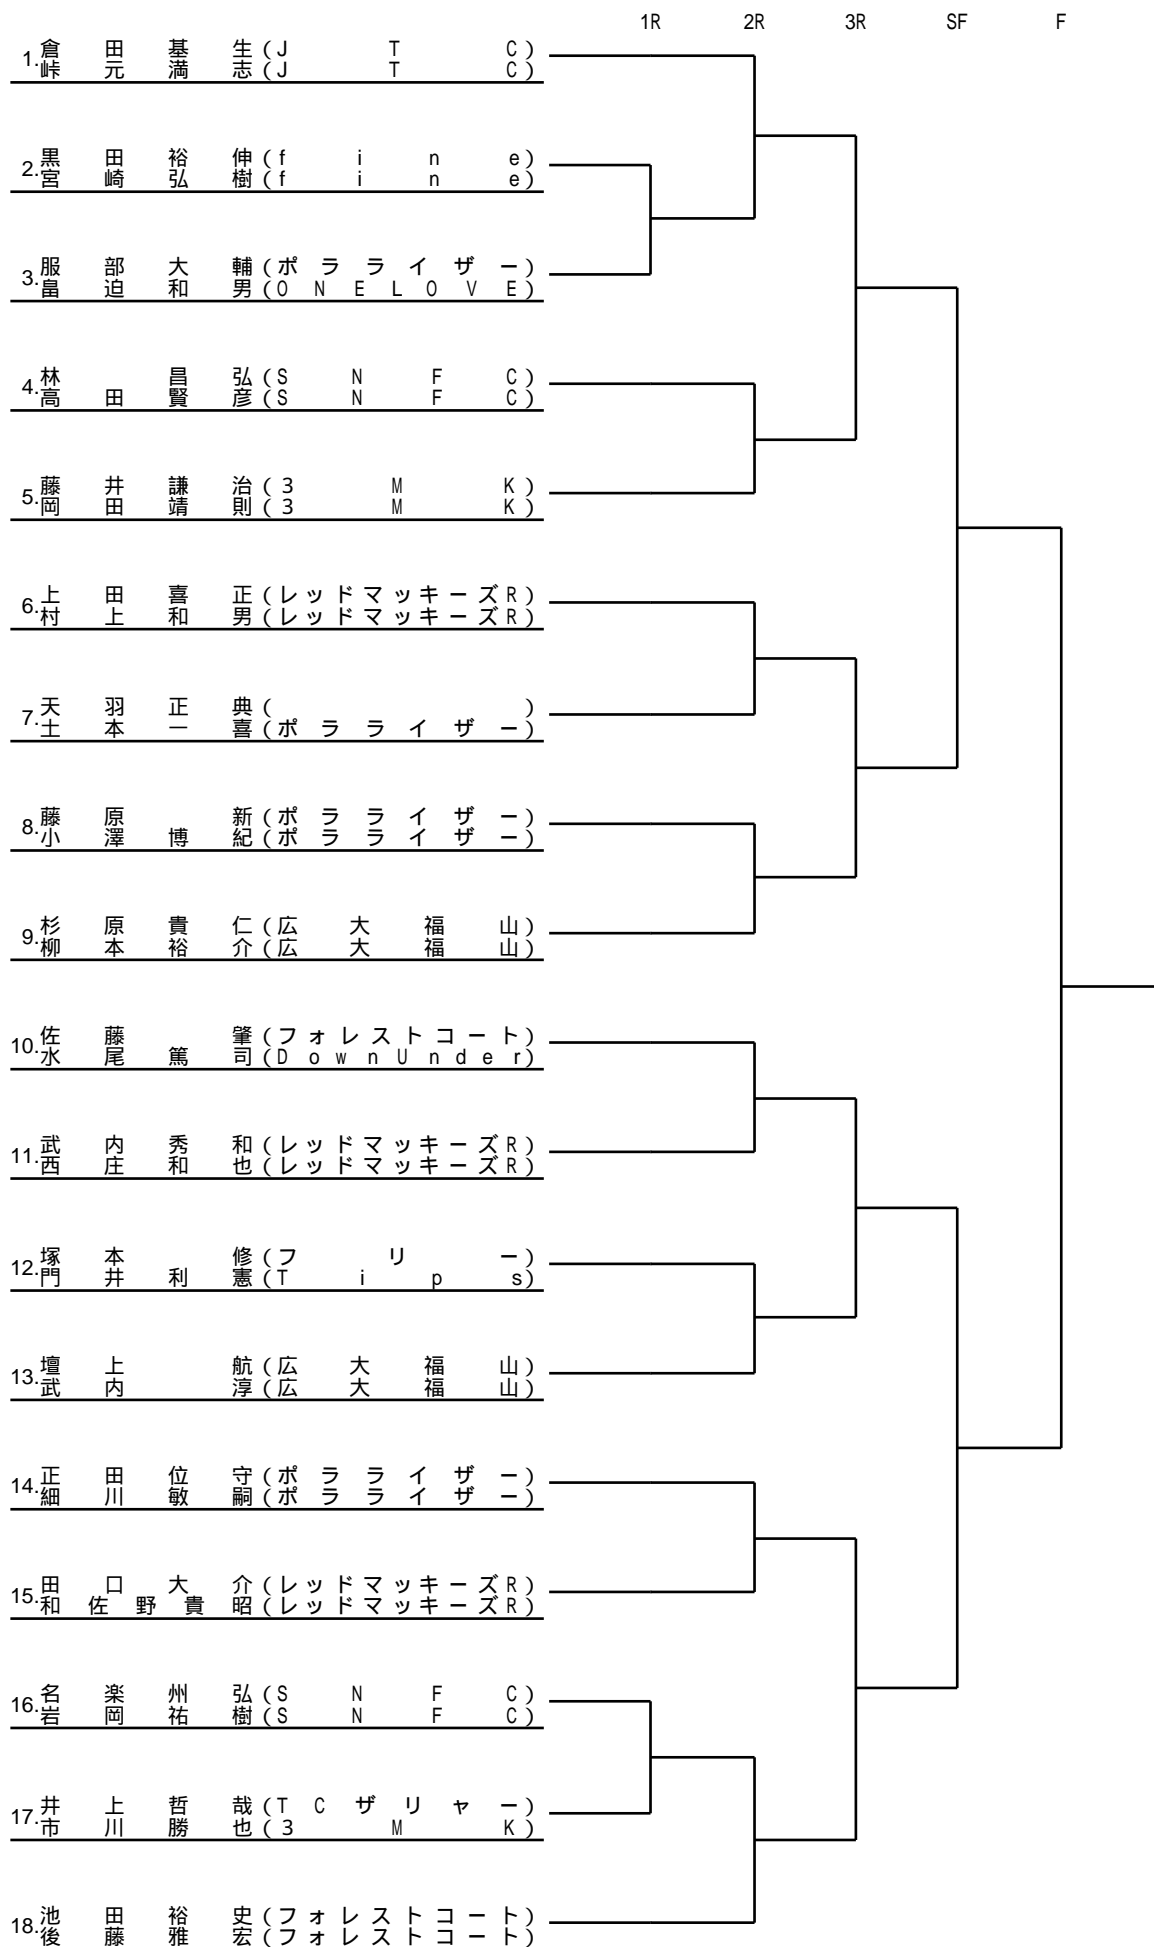 1R 2R 3R SF F
1.倉田基生(JTC)
峠元満志(JTC)
2.黒田裕伸(fine)
宮崎弘樹(fine)
3.服部大輔(ポラライザー)
畠迫和男(ONELOVE)
4.林昌弘(SNFC)
高田賢彦(SNFC)
5.藤井謙治(3MK)
岡田靖則(3MK)
6.上田喜正(レッドマッキーズR)
村上和男(レッドマッキーズR)
7.天羽正典( )
土本一喜(ポラライザー)
8.藤原新(ポラライザー)
小澤博紀(ポラライザー)
9.杉原貴仁(広大福山)
柳本裕介(広大福山)
10.佐藤肇(フォレストコート)
水尾篤司(DownUnder)
11.武内秀和(レッドマッキーズR)
西庄和也(レッドマッキーズR)
12.塚本修(フリー)
門井利憲(Tips)
13.壇上航(広大福山)
武内淳(広大福山)
14.正田位守(ポラライザー)
細川敏嗣(ポラライザー)
15.田口大介(レッドマッキーズR)
和佐野貴昭(レッドマッキーズR)
16.名楽州弘(SNFC)
岩岡祐樹(SNFC)
17.井上哲哉(TCザリャー)
市川勝也(3MK)
18.池田裕史(フォレストコート)
後藤雅宏(フォレストコート)